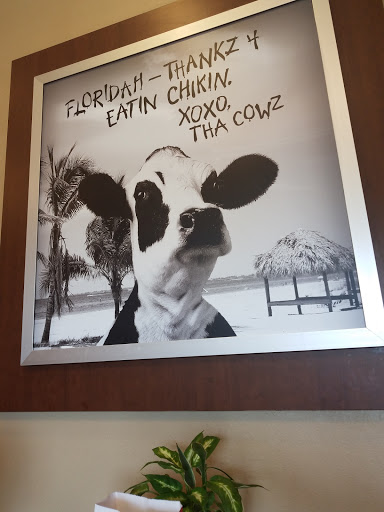 FLORIDAH – THANKZ 4
EATIN CHIKIN.
XOXO,
THA COWZ